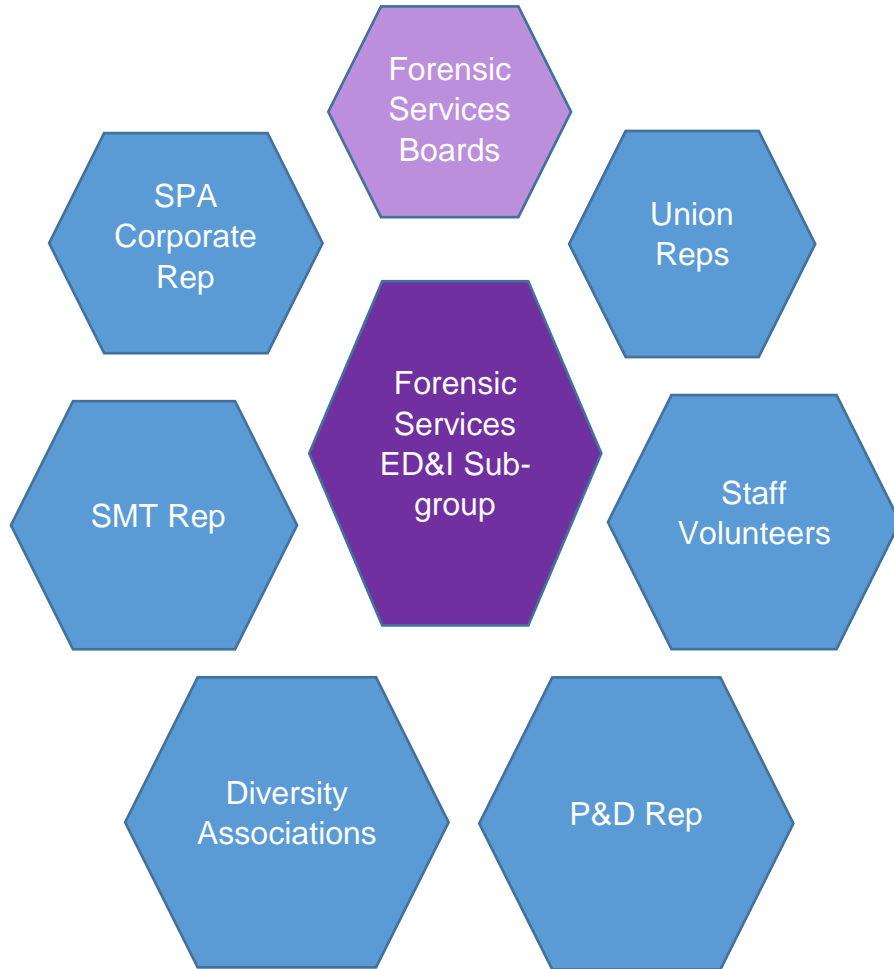 Forensic
Services
Boards
SPA
Corporate
Rep
Union
Reps
Forensic
Services
ED&I Sub-
group
SMT Rep
Staff
Volunteers
Diversity
Associations
P&D Rep